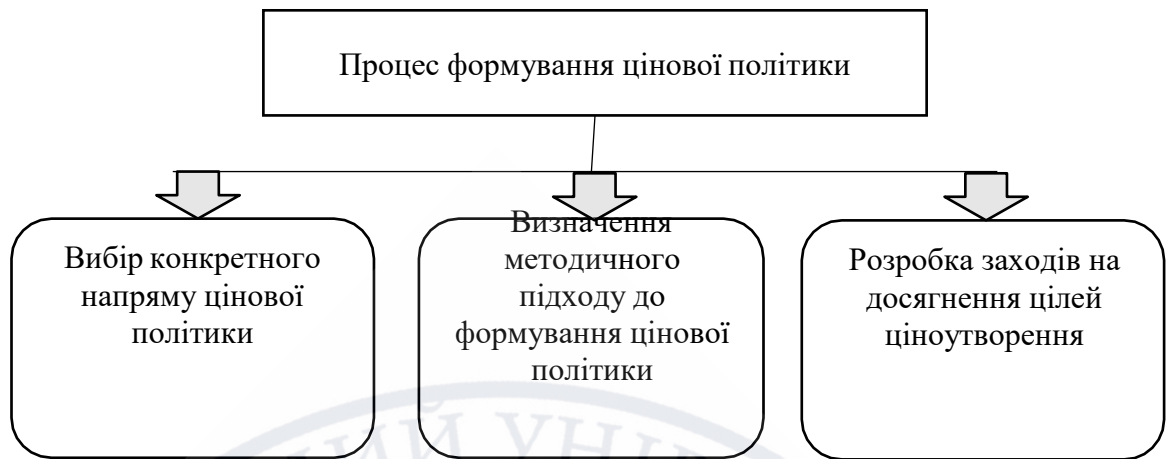 Процес формування цінової політики
Вибір конкретного
напряму цінової
політики
Визначення
методичного
підходу до
формування цінової
політики
Розробка заходів на
досягнення цілей
ціноутворення